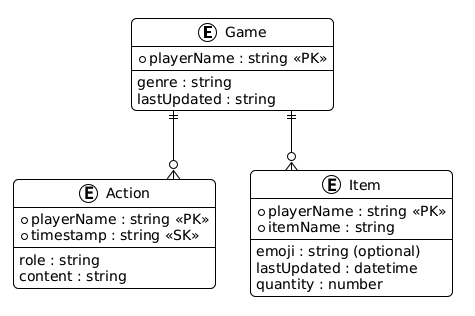 E Game
playerName : string «PK»
genre : string
lastUpdated : string
E Action
playerName : string «PK»
timestamp : string «SK»
role : string
content : string
E Item
playerName : string «PK»
itemName : string
emoji : string (optional)
lastUpdated : datetime
quantity : number